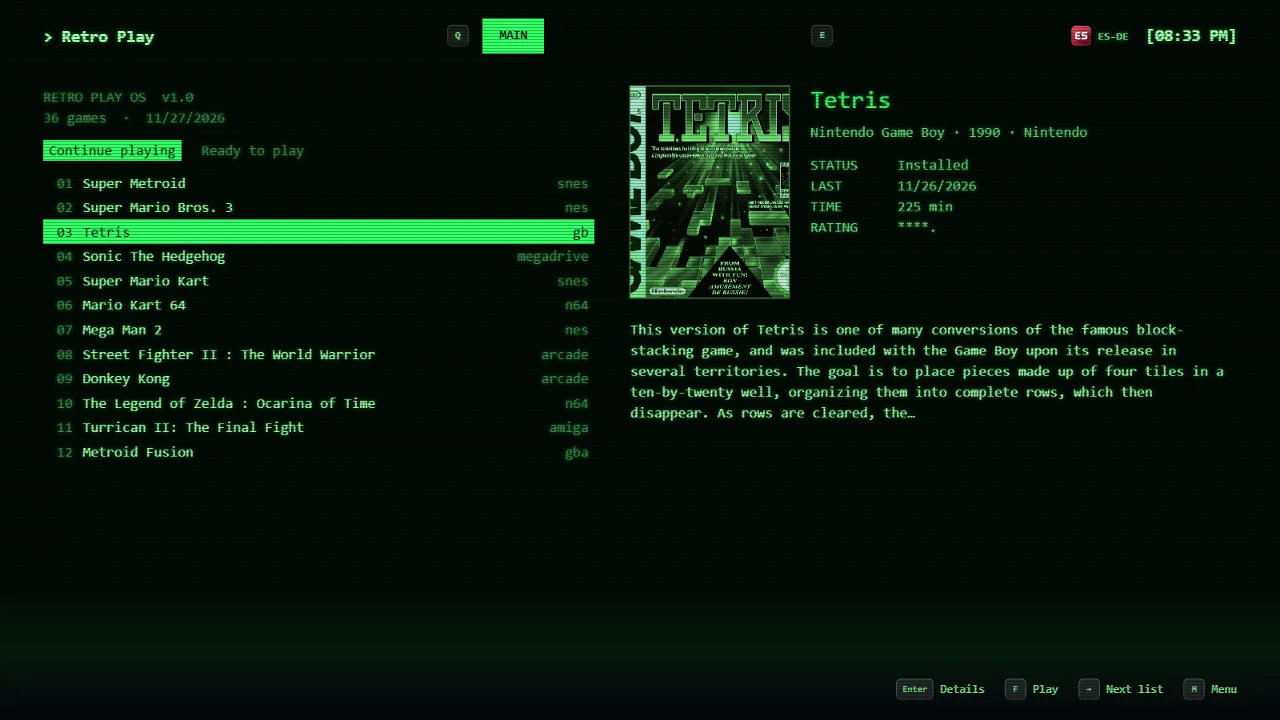 > Retro Play
Q
MAIN
E
ES ES-DE
[08:33 PM]
RETRO PLAY OS v1.0
36 games · 11/27/2026
Continue playing Ready to play
01 Super Metroid snes
02 Super Mario Bros. 3 nes
03 Tetris gb
04 Sonic The Hedgehog megadrive
05 Super Mario Kart snes
06 Mario Kart 64 n64
07 Mega Man 2 nes
08 Street Fighter II : The World Warrior arcade
09 Donkey Kong arcade
10 The Legend of Zelda : Ocarina of Time n64
11 Turrican II: The Final Fight amiga
12 Metroid Fusion gba
TETRIS
FROM
RUSSIA
WITH FUN!
BON
AMUSEMENT
DE RUSSIE!
Nintendo
Tetris
Nintendo Game Boy · 1990 · Nintendo
STATUS Installed
LAST 11/26/2026
TIME 225 min
RATING ****.
This version of Tetris is one of many conversions of the famous block-
stacking game, and was included with the Game Boy upon its release in
several territories. The goal is to place pieces made up of four tiles in a
ten-by-twenty well, organizing them into complete rows, which then
disappear. As rows are cleared, the…
Enter Details
F Play
→ Next list
M Menu